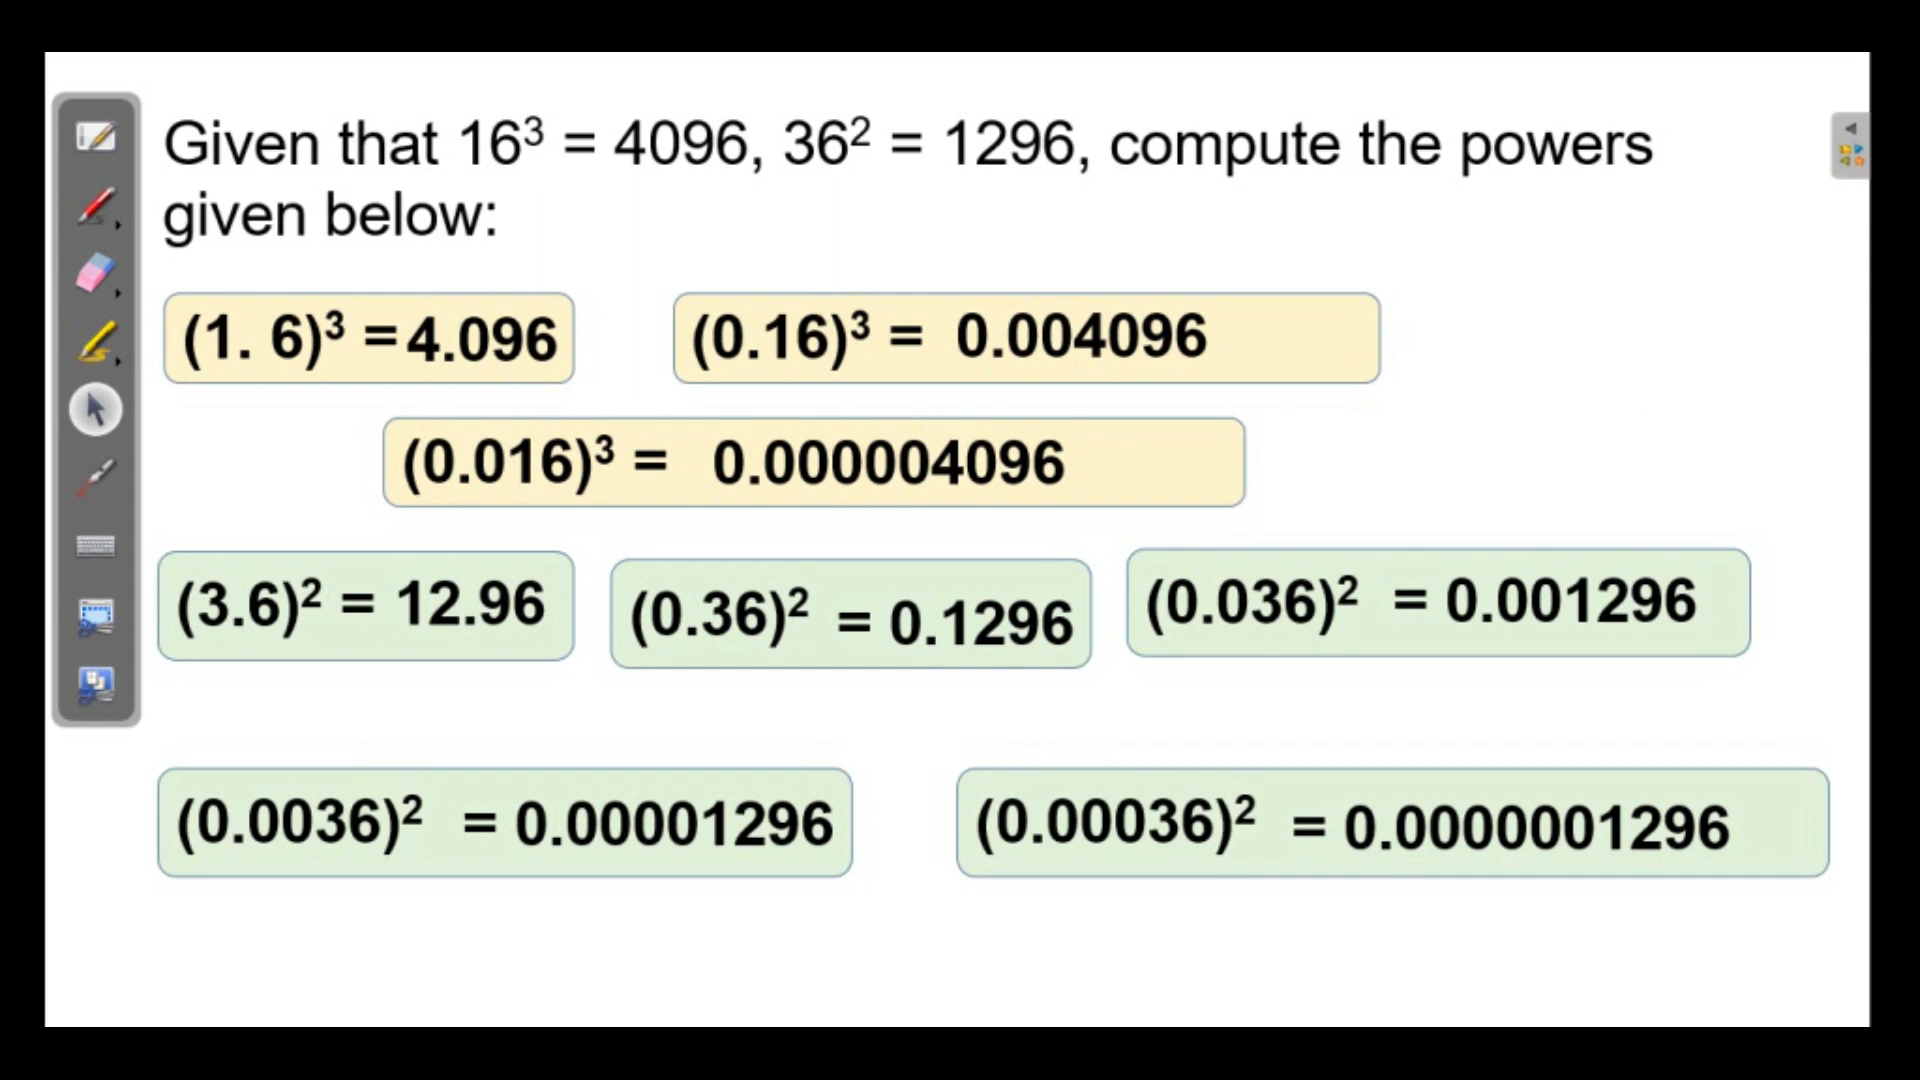 Given that 16³ = 4096, 36² = 1296, compute the powers
given below:
(1. 6)³ = 4.096
(0.16)³ = 0.004096
(0.016)³ = 0.000004096
(3.6)² = 12.96
(0.36)² = 0.1296
(0.036)² = 0.001296
(0.0036)² = 0.00001296
(0.00036)² = 0.0000001296